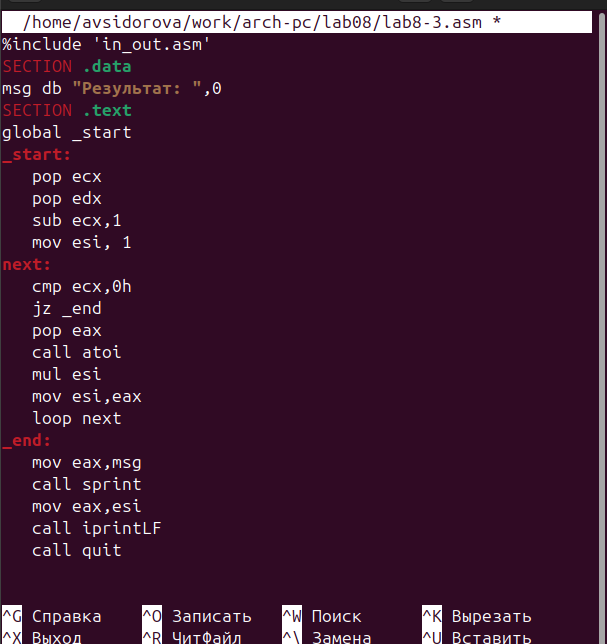 /home/avsidorova/work/arch-pc/lab08/lab8-3.asm *
%include 'in_out.asm'
SECTION .data
msg db "Результат: ",0
SECTION .text
global _start
_start:
pop ecx
pop edx
sub ecx,1
mov esi, 1
next:
cmp ecx,0h
jz _end
pop eax
call atoi
mul esi
mov esi,eax
loop next
_end:
mov eax,msg
call sprint
mov eax,esi
call iprintLF
call quit
^G Справка ^O Записать ^W Поиск ^K Вырезать
^X Выход ^R ЧитФайл ^\ Замена ^U Вставить